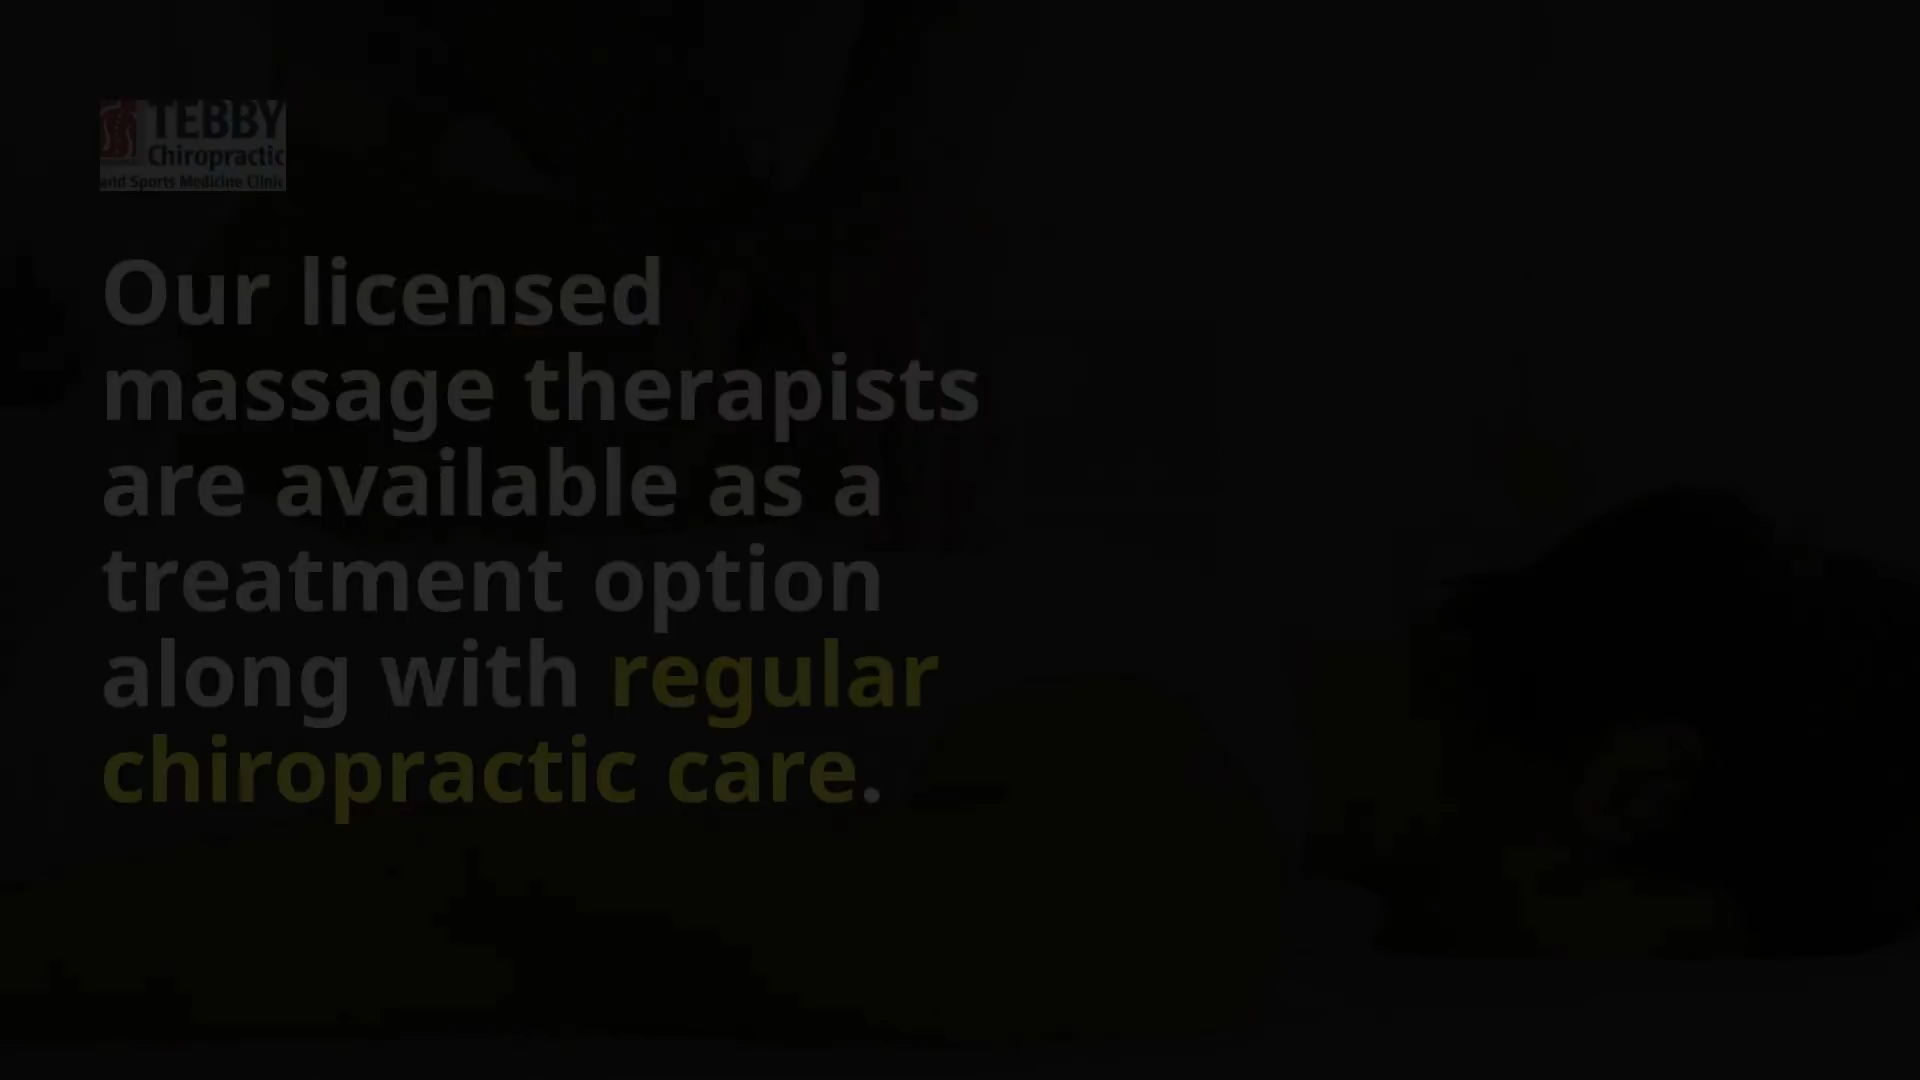 TEBBY
Chiropractic
and Sports Medicine Clinic
Our licensed
massage therapists
are available as a
treatment option
along with regular
chiropractic care.